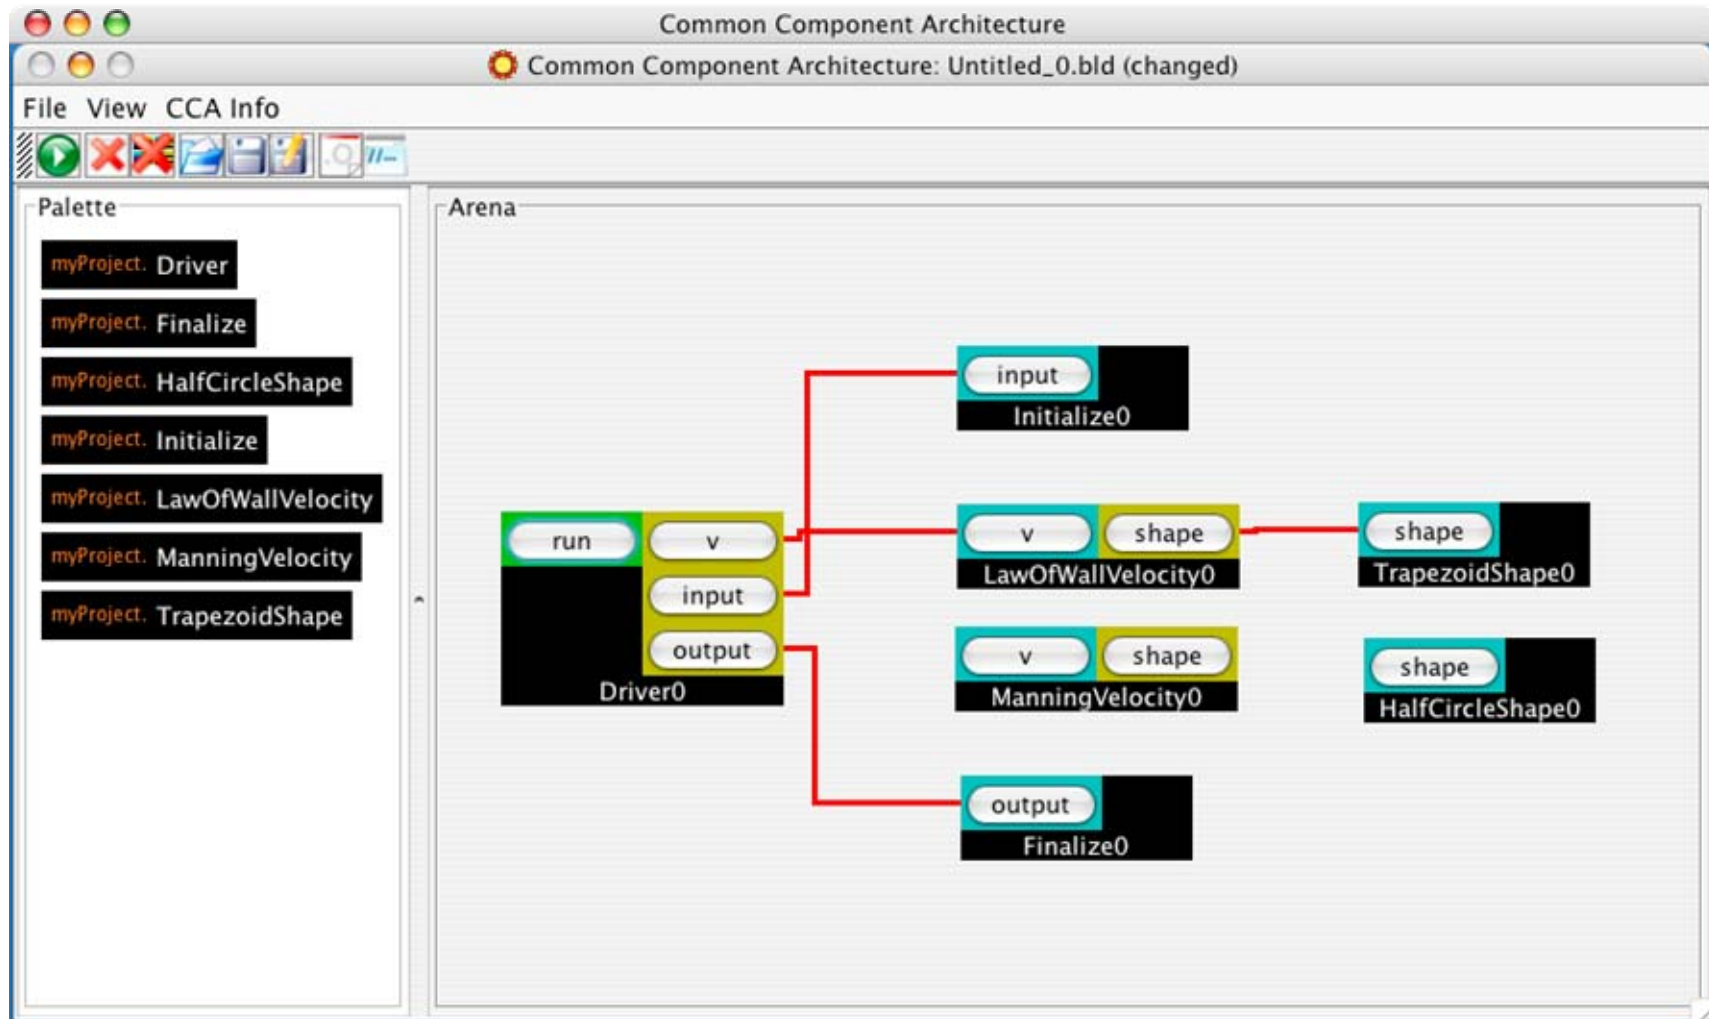 Common Component Architecture
Common Component Architecture: Untitled_0.bld (changed)
File View CCA Info
Palette
myProject. Driver
myProject. Finalize
myProject. HalfCircleShape
myProject. Initialize
myProject. LawOfWallVelocity
myProject. ManningVelocity
myProject. TrapezoidShape
Arena
input
Initialize0
run v
input
output
Driver0
v shape
LawOfWallVelocity0
shape
TrapezoidShape0
v shape
ManningVelocity0
shape
HalfCircleShape0
output
Finalize0